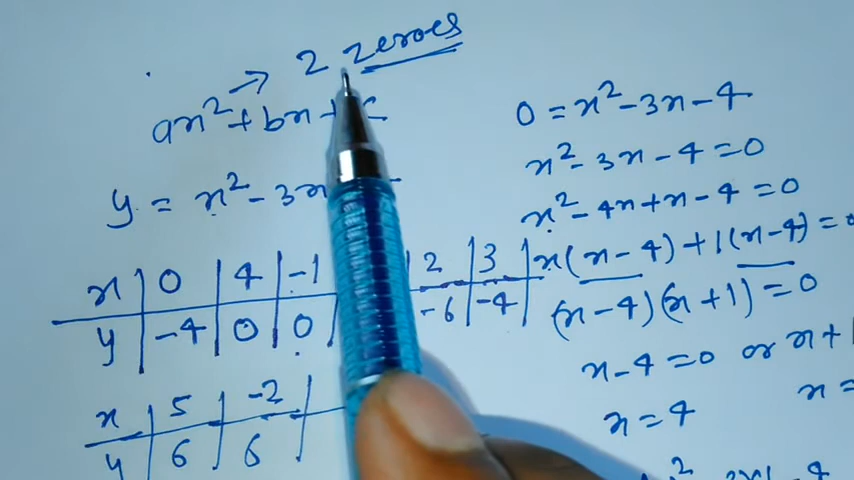 2 zeroes
ax² + bx + c
y = x² - 3x
x | 0 | 4 | -1 | 2 | 3
y | -4 | 0 | 0 | -6 | -4
x | 5 | -2
y | 6 | 6
0 = x² - 3x - 4
x² - 3x - 4 = 0
x² - 4x + x - 4 = 0
x(x - 4) + 1(x - 4) = 0
(x - 4)(x + 1) = 0
x - 4 = 0 or x + 1
x = 4 x =